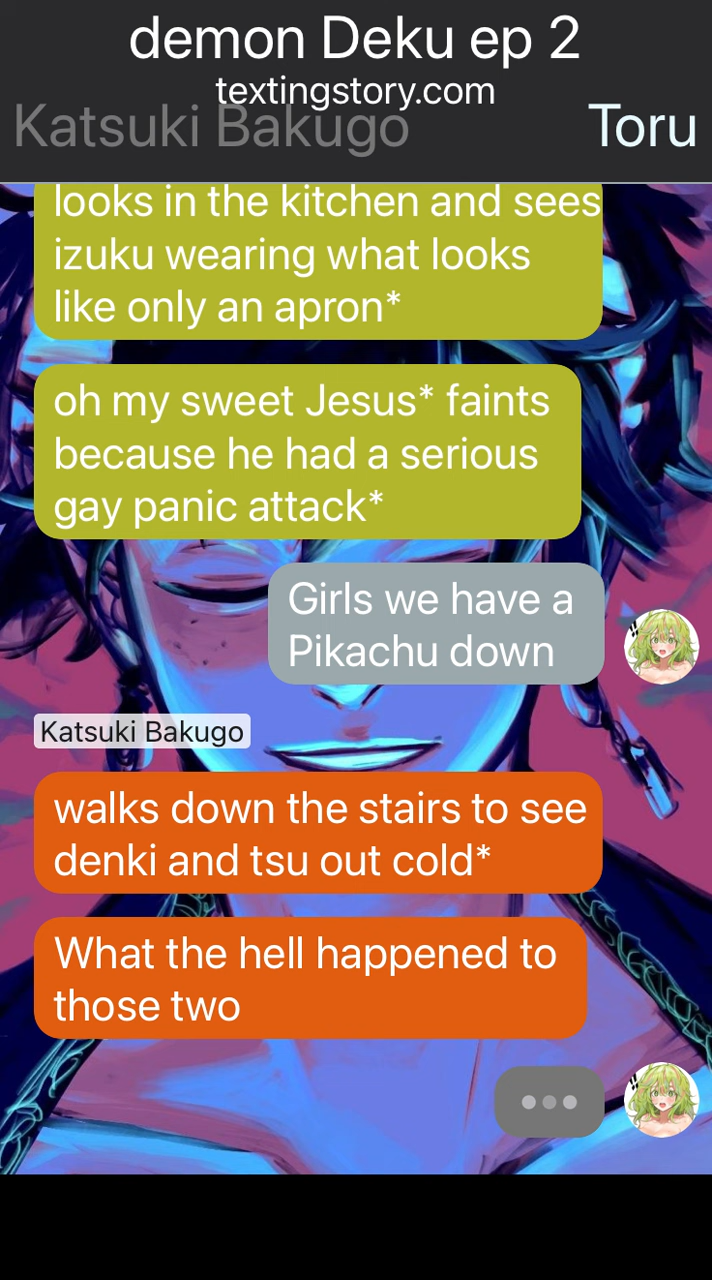 demon Deku ep 2
textingstory.com
Katsuki Bakugo
Toru
looks in the kitchen and sees
izuku wearing what looks
like only an apron*
oh my sweet Jesus* faints
because he had a serious
gay panic attack*
Girls we have a
Pikachu down
Katsuki Bakugo
walks down the stairs to see
denki and tsu out cold*
What the hell happened to
those two